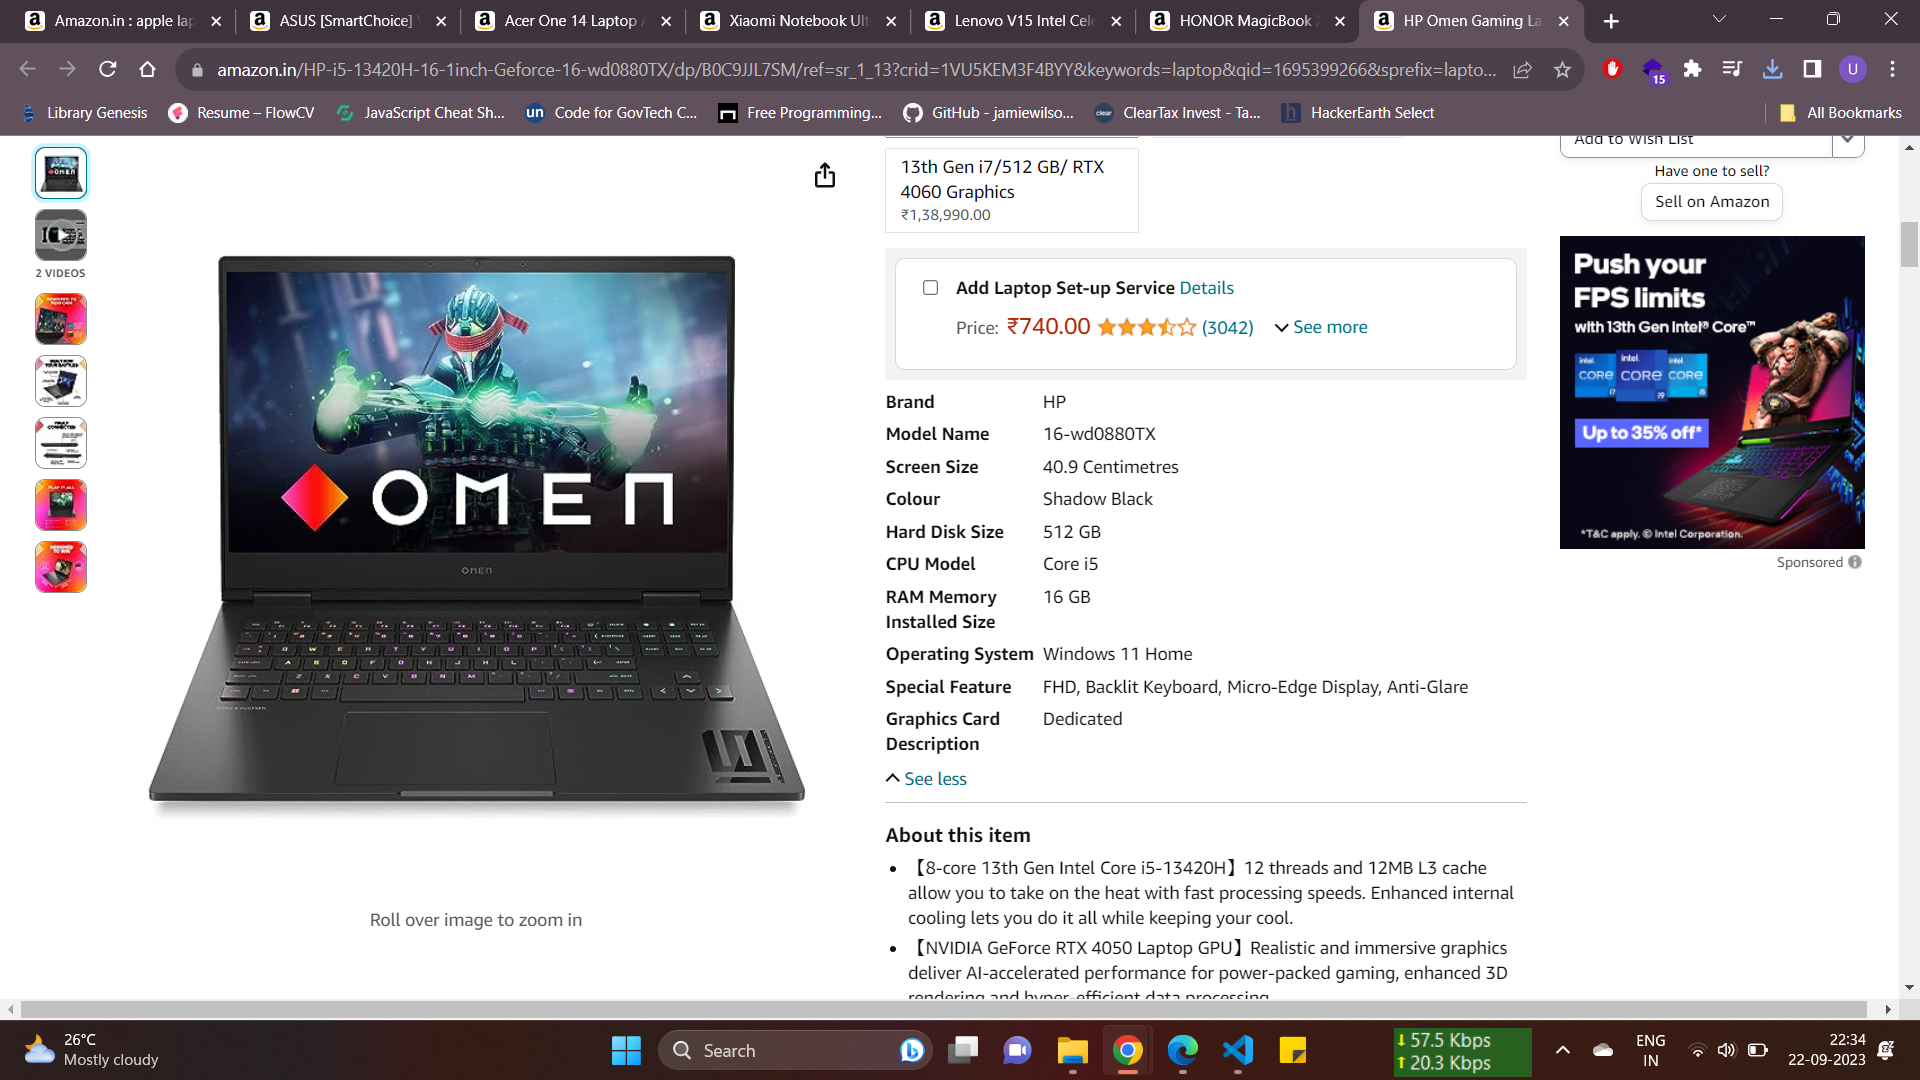 Amazon.in : apple lap
ASUS [SmartChoice]
Acer One 14 Laptop
Xiaomi Notebook Ult
Lenovo V15 Intel Cele
HONOR MagicBook
HP Omen Gaming La
amazon.in/HP-i5-13420H-16-1inch-Geforce-16-wd0880TX/dp/B0C9JJL7SM/ref=sr_1_13?crid=1VU5KEM3F4BYY&keywords=laptop&qid=1695399266&sprefix=lapto...
15
U
Library Genesis
Resume – FlowCV
JavaScript Cheat Sh...
un
Code for GovTech C...
Free Programming...
GitHub - jamiewilso...
clear
ClearTax Invest - Ta...
h
HackerEarth Select
All Bookmarks
OMEN
2 VIDEOS
OMEN
OMEN
Roll over image to zoom in
13th Gen i7/512 GB/ RTX
4060 Graphics
₹1,38,990.00
Add Laptop Set-up Service Details
Price: ₹740.00 (3042) See more
Brand HP
Model Name 16-wd0880TX
Screen Size 40.9 Centimetres
Colour Shadow Black
Hard Disk Size 512 GB
CPU Model Core i5
RAM Memory 16 GB
Installed Size
Operating System Windows 11 Home
Special Feature FHD, Backlit Keyboard, Micro-Edge Display, Anti-Glare
Graphics Card Dedicated
Description
See less
About this item
• 【8-core 13th Gen Intel Core i5-13420H】12 threads and 12MB L3 cache
allow you to take on the heat with fast processing speeds. Enhanced internal
cooling lets you do it all while keeping your cool.
• 【NVIDIA GeForce RTX 4050 Laptop GPU】Realistic and immersive graphics
deliver AI-accelerated performance for power-packed gaming, enhanced 3D
rendering and hyper-efficient data processing
Add to Wish List
Have one to sell?
Sell on Amazon
Push your
FPS limits
with 13th Gen Intel® Core™
intel. intel. intel.
CORE CORE CORE
i7 i9 i5
Up to 35% off*
*T&C apply. © Intel Corporation.
Sponsored
26°C
Mostly cloudy
Search
57.5 Kbps
20.3 Kbps
ENG
IN
22:34
22-09-2023